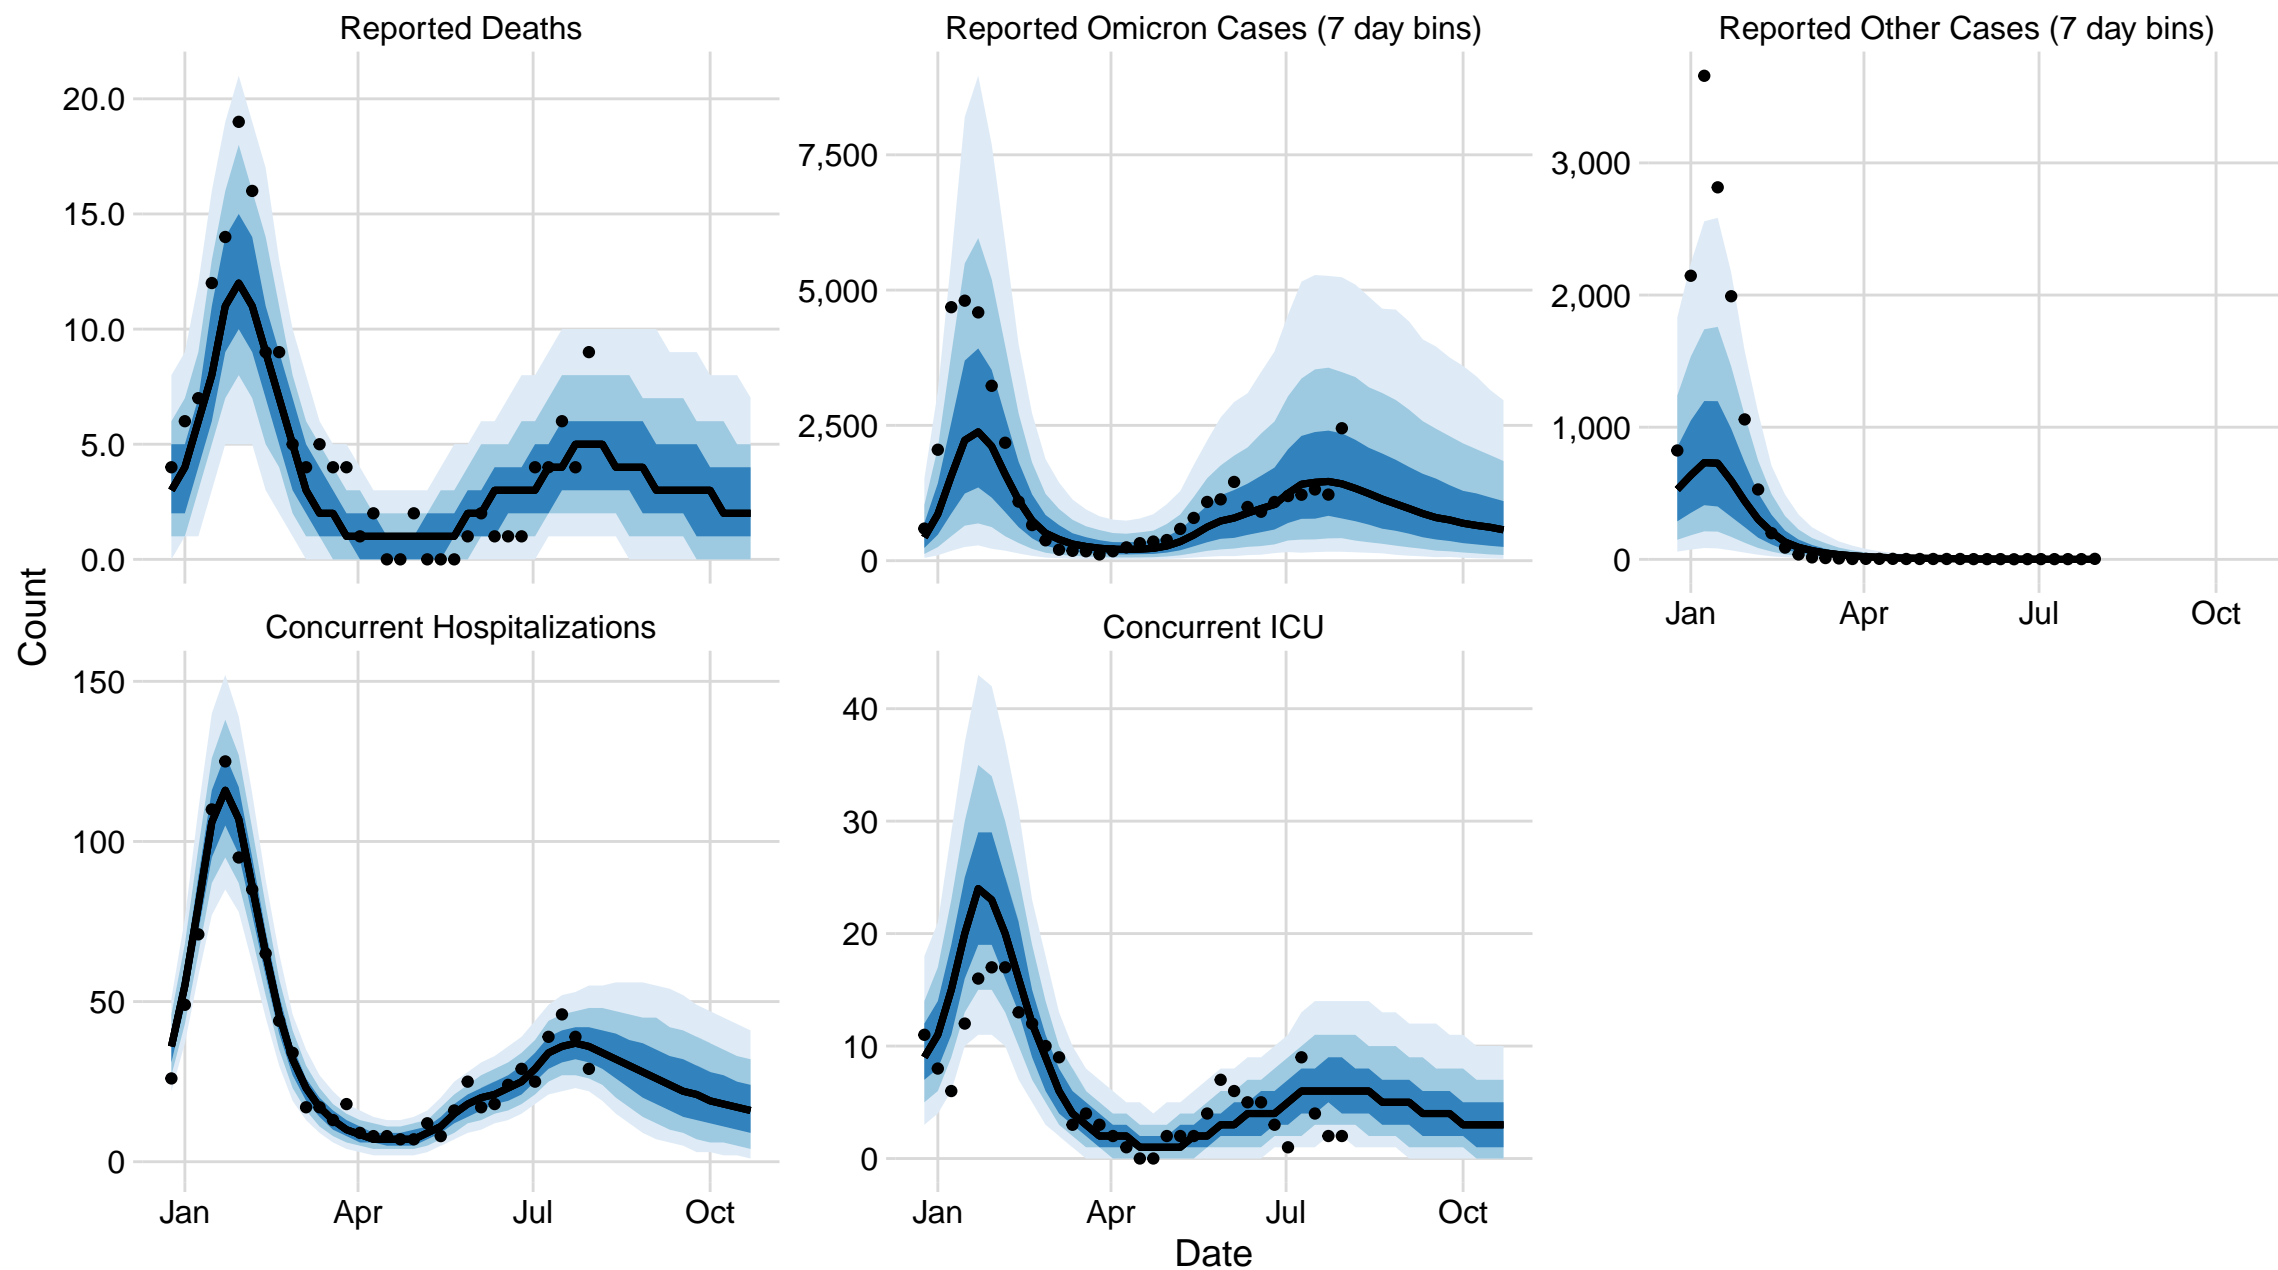 Reported Deaths
Reported Omicron Cases (7 day bins)
Reported Other Cases (7 day bins)
20.0
15.0
10.0
5.0
0.0
7,500
5,000
2,500
0
3,000
2,000
1,000
0
Jan Apr Jul Oct
Count
Concurrent Hospitalizations
Concurrent ICU
150
100
50
0
40
30
20
10
0
Jan Apr Jul Oct
Jan Apr Jul Oct
Date